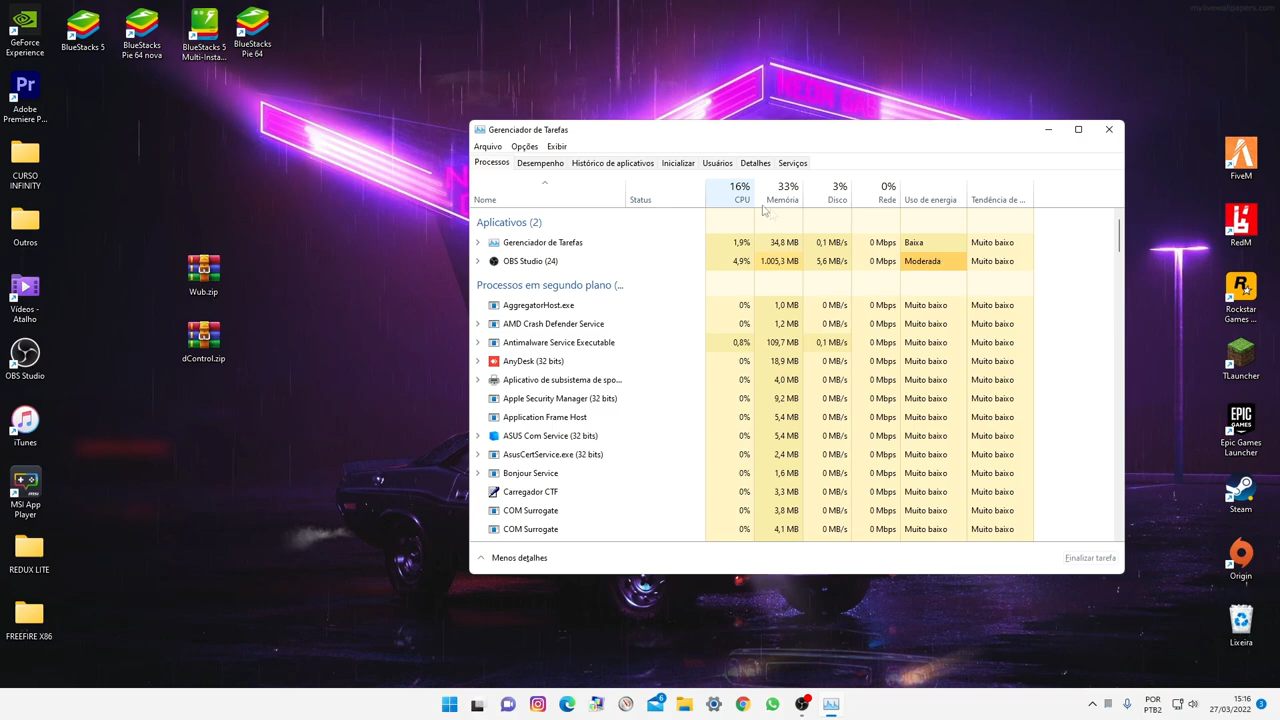 mylivewallpapers.com
GeForce
Experience
BlueStacks 5
BlueStacks
Pie 64 nova
BlueStacks 5
Multi-Insta...
BlueStacks
Pie 64
Adobe
Premiere P...
CURSO
INFINITY
Outros
Vídeos -
Atalho
OBS Studio
iTunes
MSI App
Player
REDUX LITE
FREEFIRE X86
Wub.zip
dControl.zip
Gerenciador de Tarefas
Arquivo Opções Exibir
Processos Desempenho Histórico de aplicativos Inicializar Usuários Detalhes Serviços
16% 33% 3% 0%
Nome Status CPU Memória Disco Rede Uso de energia Tendência de ...
Aplicativos (2)
Gerenciador de Tarefas 1,9% 34,8 MB 0,1 MB/s 0 Mbps Baixa Muito baixo
OBS Studio (24) 4,9% 1.005,3 MB 5,6 MB/s 0 Mbps Moderada Muito baixo
Processos em segundo plano (...
AggregatorHost.exe 0% 1,0 MB 0 MB/s 0 Mbps Muito baixo Muito baixo
AMD Crash Defender Service 0% 1,2 MB 0 MB/s 0 Mbps Muito baixo Muito baixo
Antimalware Service Executable 0,8% 109,7 MB 0,1 MB/s 0 Mbps Muito baixo Muito baixo
AnyDesk (32 bits) 0% 18,9 MB 0 MB/s 0 Mbps Muito baixo Muito baixo
Aplicativo de subsistema de spo... 0% 4,0 MB 0 MB/s 0 Mbps Muito baixo Muito baixo
Apple Security Manager (32 bits) 0% 9,2 MB 0 MB/s 0 Mbps Muito baixo Muito baixo
Application Frame Host 0% 5,4 MB 0 MB/s 0 Mbps Muito baixo Muito baixo
ASUS Com Service (32 bits) 0% 5,4 MB 0 MB/s 0 Mbps Muito baixo Muito baixo
AsusCertService.exe (32 bits) 0% 2,4 MB 0 MB/s 0 Mbps Muito baixo Muito baixo
Bonjour Service 0% 1,6 MB 0 MB/s 0 Mbps Muito baixo Muito baixo
Carregador CTF 0% 3,3 MB 0 MB/s 0 Mbps Muito baixo Muito baixo
COM Surrogate 0% 3,8 MB 0 MB/s 0 Mbps Muito baixo Muito baixo
COM Surrogate 0% 4,1 MB 0 MB/s 0 Mbps Muito baixo Muito baixo
Menos detalhes Finalizar tarefa
FiveM
RedM
Rockstar
Games ...
TLauncher
Epic Games
Launcher
Steam
Origin
Lixeira
POR
PTB2
15:16
27/03/2022